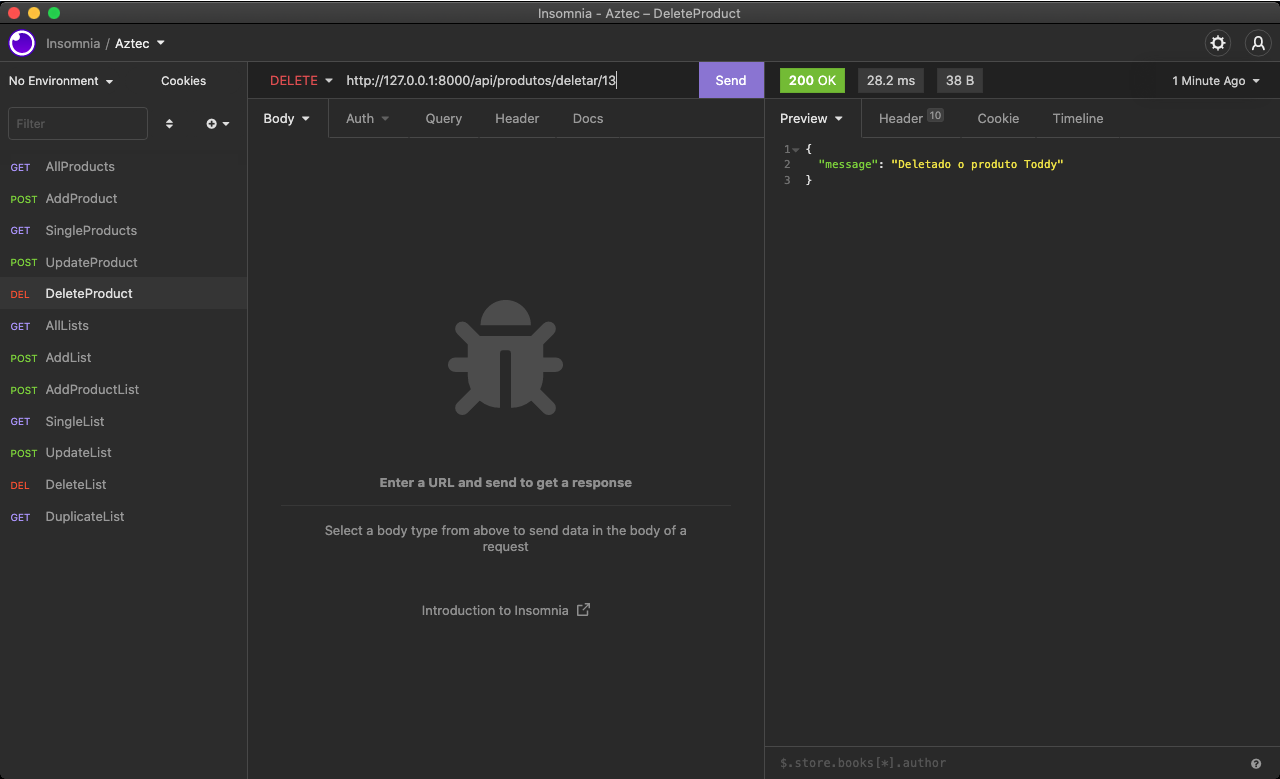 Insomnia - Aztec – DeleteProduct
Insomnia / Aztec
No Environment
Cookies
Filter
GET AllProducts
POST AddProduct
GET SingleProducts
POST UpdateProduct
DEL DeleteProduct
GET AllLists
POST AddList
POST AddProductList
GET SingleList
POST UpdateList
DEL DeleteList
GET DuplicateList
DELETE http://127.0.0.1:8000/api/produtos/deletar/13 Send
Body Auth Query Header Docs
Enter a URL and send to get a response
Select a body type from above to send data in the body of a
request
Introduction to Insomnia
200 OK 28.2 ms 38 B 1 Minute Ago
Preview Header 10 Cookie Timeline
1 {
2 "message": "Deletado o produto Toddy"
3 }
$.store.books[*].author